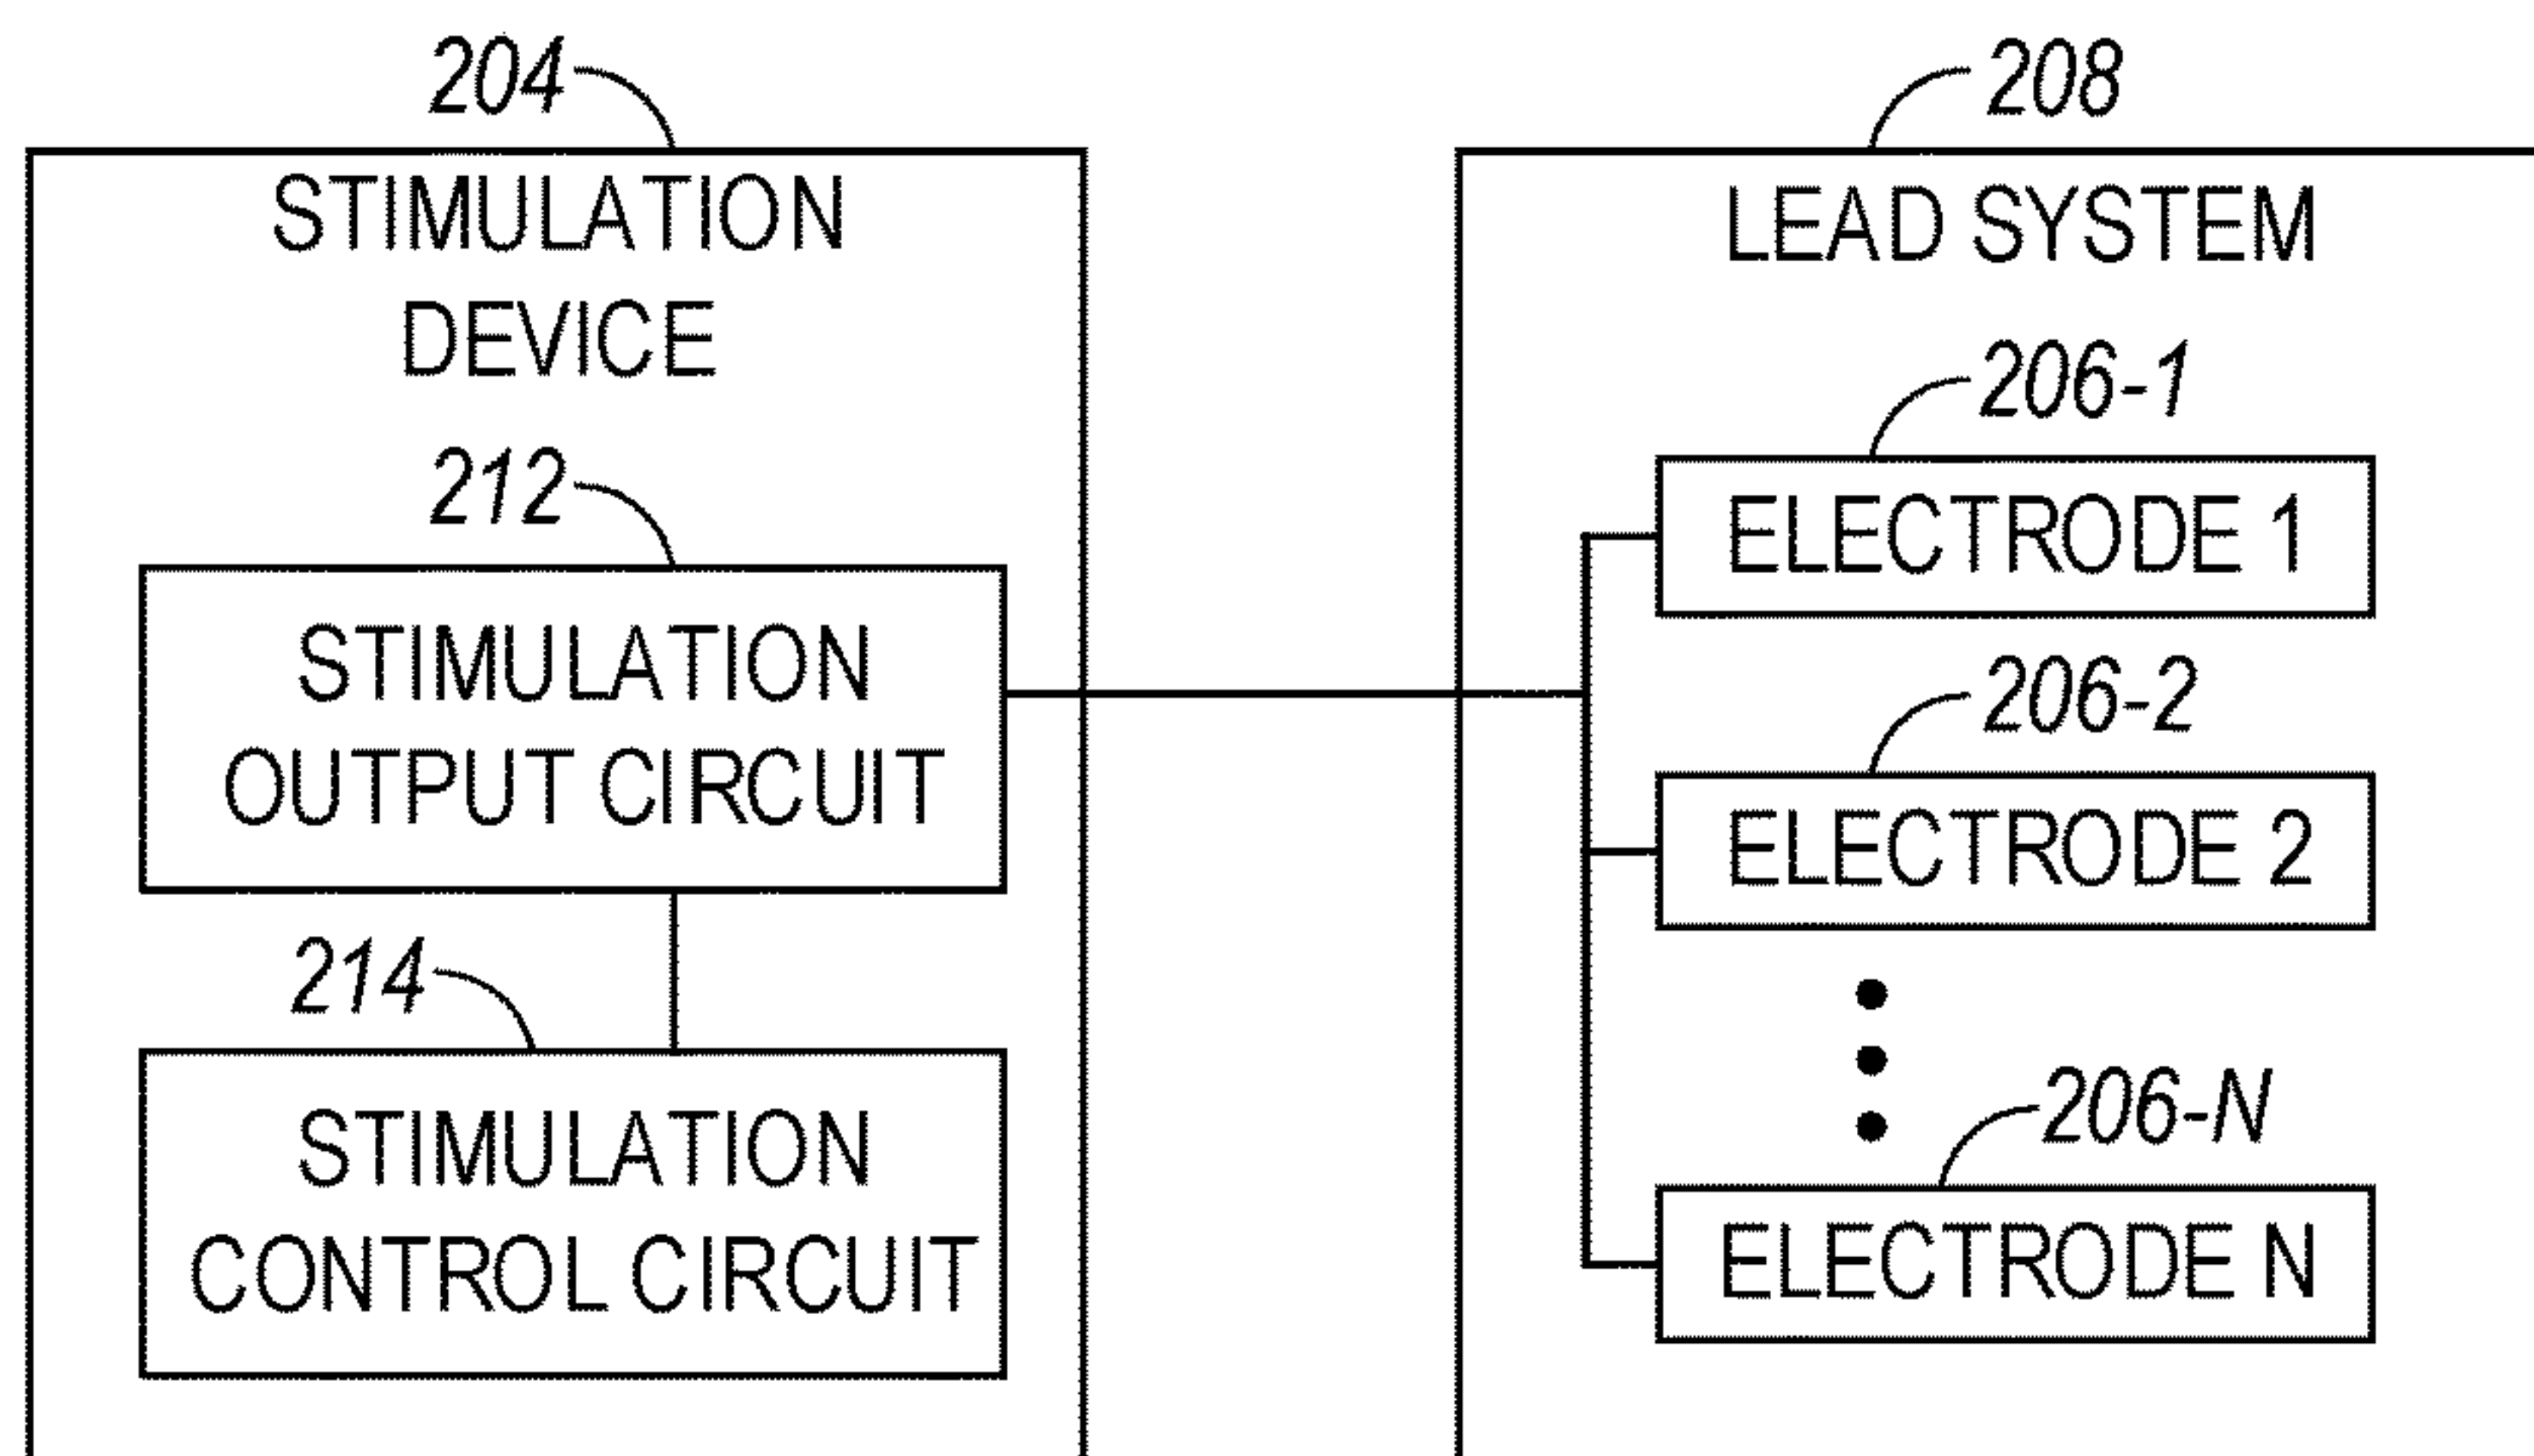 204
STIMULATION
DEVICE
212
STIMULATION
OUTPUT CIRCUIT
214
STIMULATION
CONTROL CIRCUIT
208
LEAD SYSTEM
206-1
ELECTRODE 1
206-2
ELECTRODE 2
206-N
ELECTRODE N